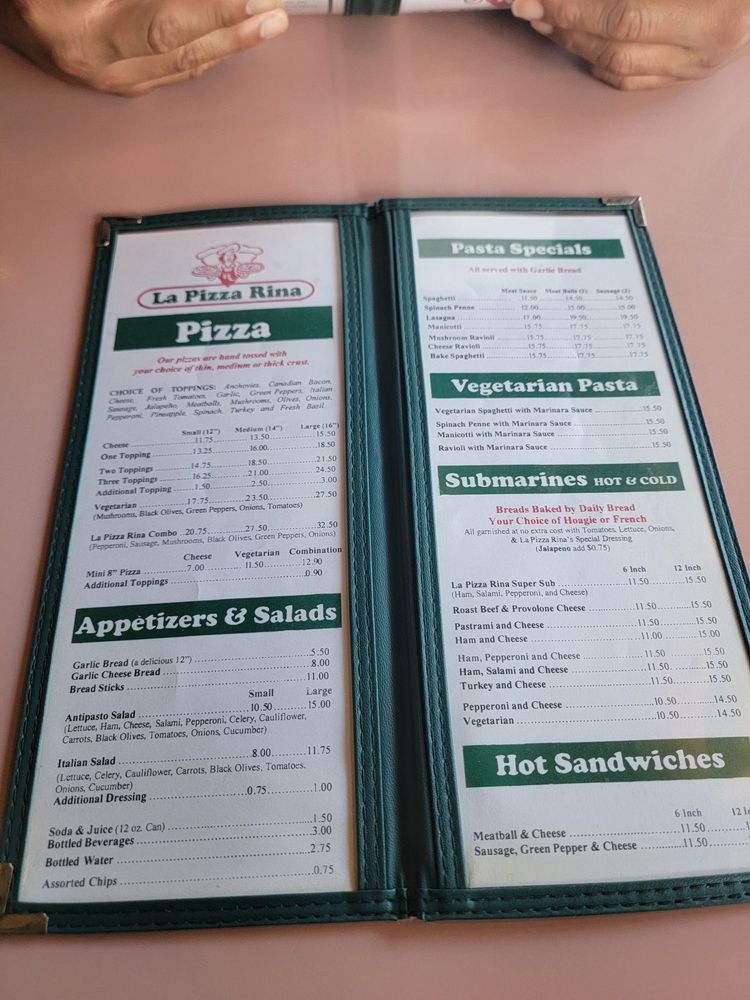 La Pizza Rina
Pizza
Our pizzas are hand tossed with
your choice of thin, medium or thick crust.
CHOICE OF TOPPINGS: Anchovies, Canadian Bacon,
Cheese, Fresh Tomatoes, Garlic, Green Peppers, Italian
Sausage, Jalapeño, Meatballs, Mushrooms, Olives, Onions,
Pepperoni, Pineapple, Spinach, Turkey and Fresh Basil.
Small (12") Medium (14") Large (16")
Cheese 11.75 13.50 15.50
One Topping 13.25 16.00 18.50
Two Toppings 14.75 18.50 21.50
Three Toppings 16.25 21.00 24.50
Additional Topping 1.50 2.50 3.00
Vegetarian 17.75 23.50 27.50
(Mushrooms, Black Olives, Green Peppers, Onions, Tomatoes)
La Pizza Rina Combo ..20.75 27.50 32.50
(Pepperoni, Sausage, Mushrooms, Black Olives, Green Peppers, Onions)
Cheese Vegetarian Combination
Mini 8" Pizza 7.00 11.50 12.90
Additional Toppings 0.90
Appetizers & Salads
Garlic Bread (a delicious 12") 5.50
Garlic Cheese Bread 8.00
Bread Sticks 11.00
Small Large
Antipasto Salad 10.50 15.00
(Lettuce, Ham, Cheese, Salami, Pepperoni, Celery, Cauliflower,
Carrots, Black Olives, Tomatoes, Onions, Cucumber)
Italian Salad 8.00 11.75
(Lettuce, Celery, Cauliflower, Carrots, Black Olives, Tomatoes,
Onions, Cucumber)
Additional Dressing 0.75 1.00
Soda & Juice (12 oz. Can) 1.50
Bottled Beverages 3.00
Bottled Water 2.75
Assorted Chips 0.75
Pasta Specials
All served with Garlic Bread
Meat Sauce Meat Balls (2) Sausage (2)
Spaghetti 11.50 14.50 14.50
Spinach Penne 12.00 15.00 15.00
Lasagna 17.00 19.50 19.50
Manicotti 15.75 17.75 17.75
Mushroom Ravioli 15.75 17.75 17.75
Cheese Ravioli 15.75 17.75 17.75
Bake Spaghetti 15.75 17.75 17.75
Vegetarian Pasta
Vegetarian Spaghetti with Marinara Sauce 15.50
Spinach Penne with Marinara Sauce 15.50
Manicotti with Marinara Sauce 15.50
Ravioli with Marinara Sauce 15.50
Submarines HOT & COLD
Breads Baked by Daily Bread
Your Choice of Hoagie or French
All garnished at no extra cost with Tomatoes, Lettuce, Onions,
& La Pizza Rina's Special Dressing
(Jalapeno add $0.75)
6 Inch 12 Inch
La Pizza Rina Super Sub 11.50 15.50
(Ham, Salami, Pepperoni, and Cheese)
Roast Beef & Provolone Cheese 11.50 15.50
Pastrami and Cheese 11.50 15.50
Ham and Cheese 11.00 15.00
Ham, Pepperoni and Cheese 11.50 15.50
Ham, Salami and Cheese 11.50 15.50
Turkey and Cheese 11.50 15.50
Pepperoni and Cheese 10.50 14.50
Vegetarian 10.50 14.50
Hot Sandwiches
6 Inch 12
Meatball & Cheese 11.50
Sausage, Green Pepper & Cheese 11.50